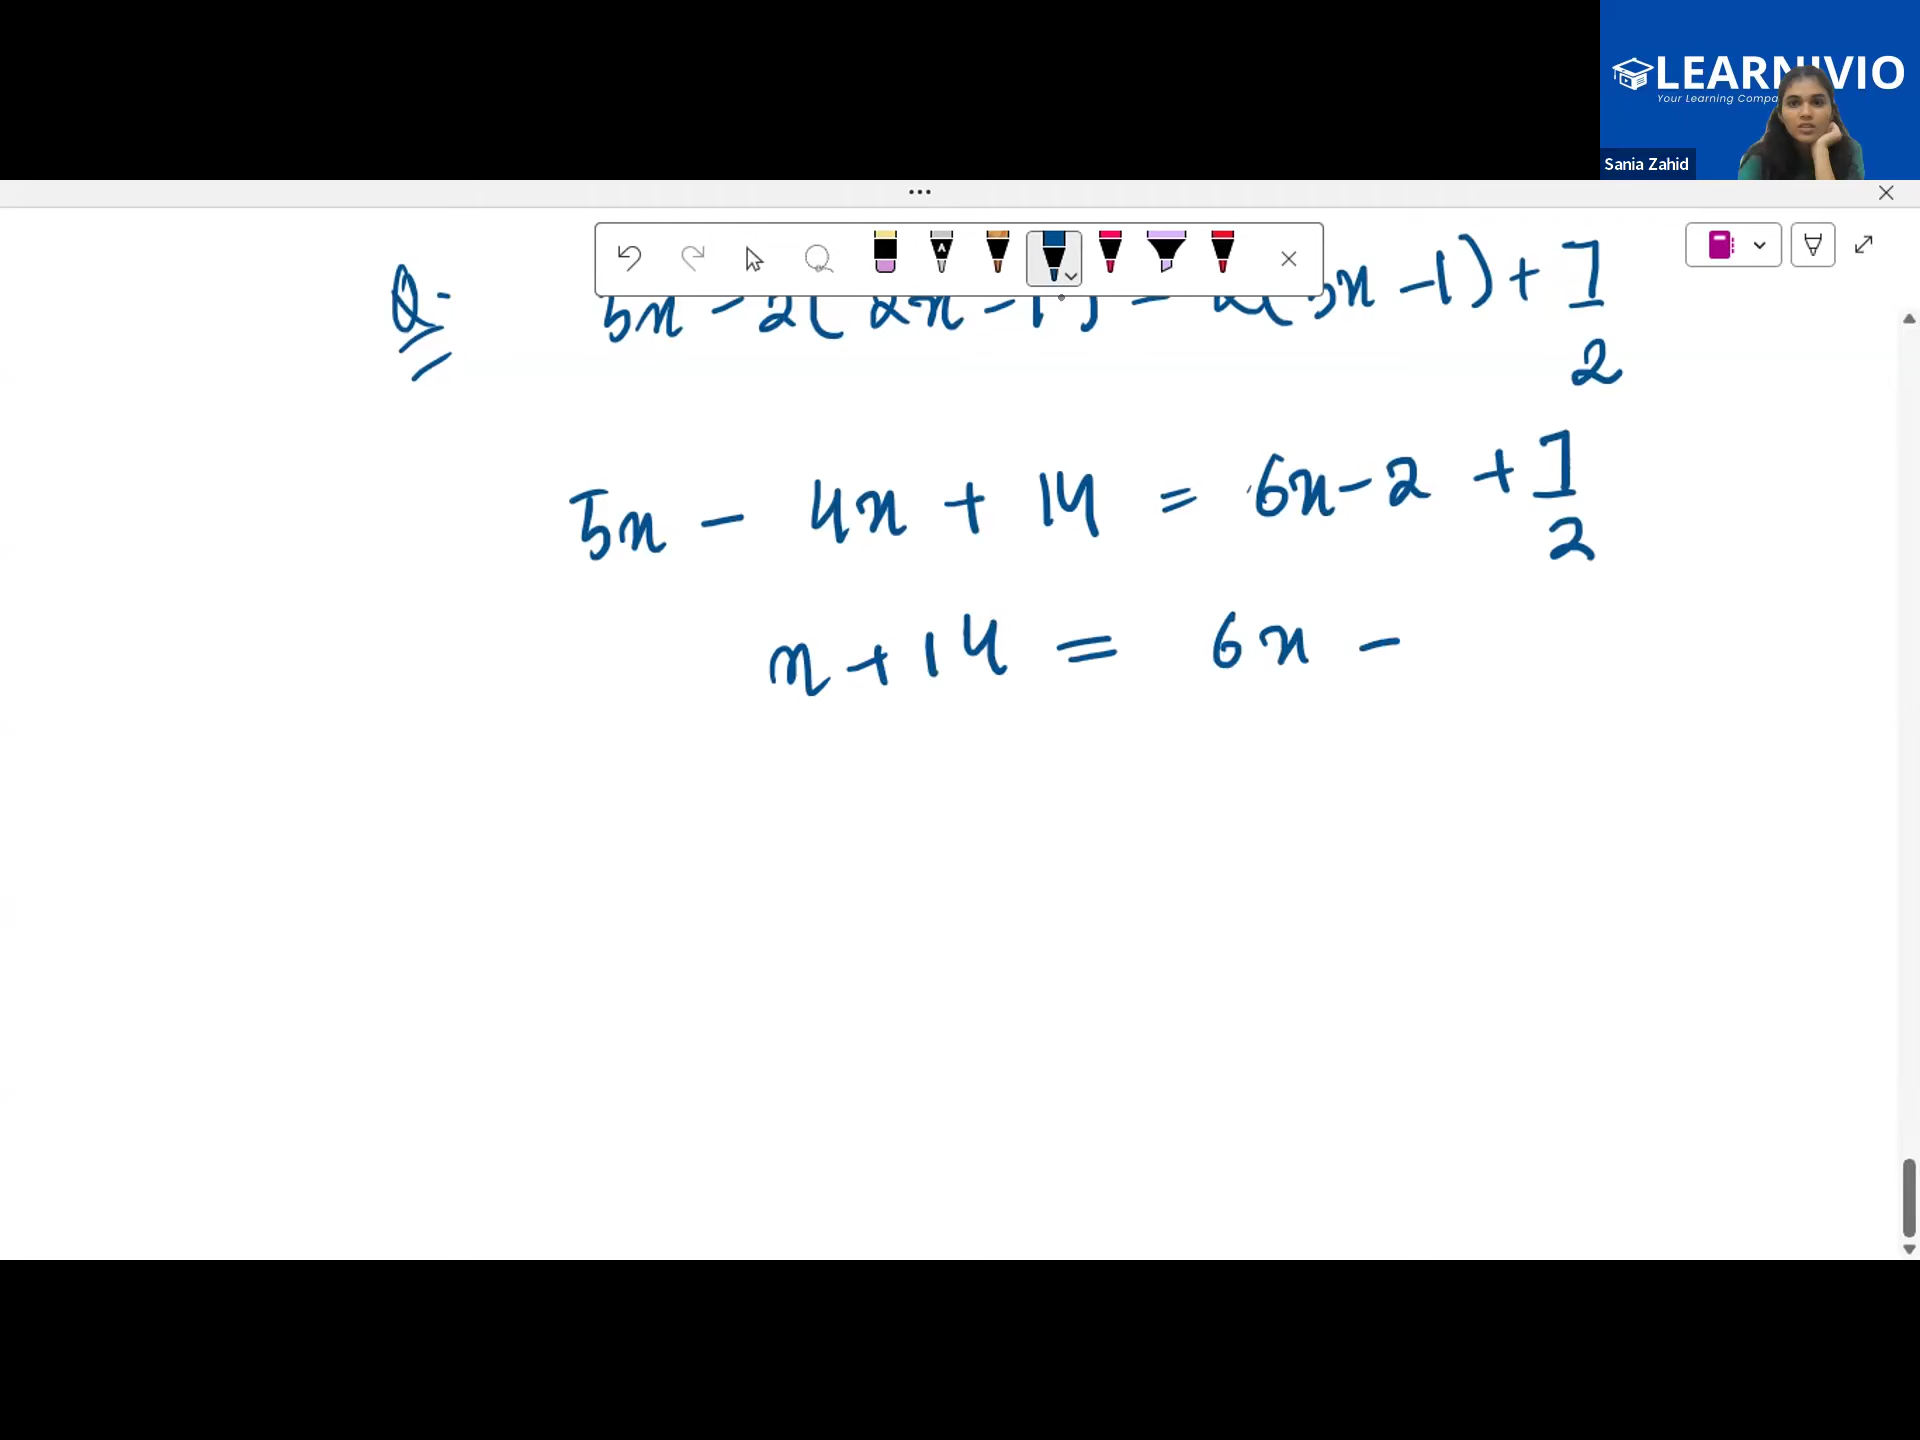 LEARNIVIO
Your Learning Compa
Sania Zahid
Q- 5x - 2(2x - 1 ) = 2(3x - 1) + 7/2
5x - 4x + 14 = 6x - 2 + 7/2
x + 14 = 6x -